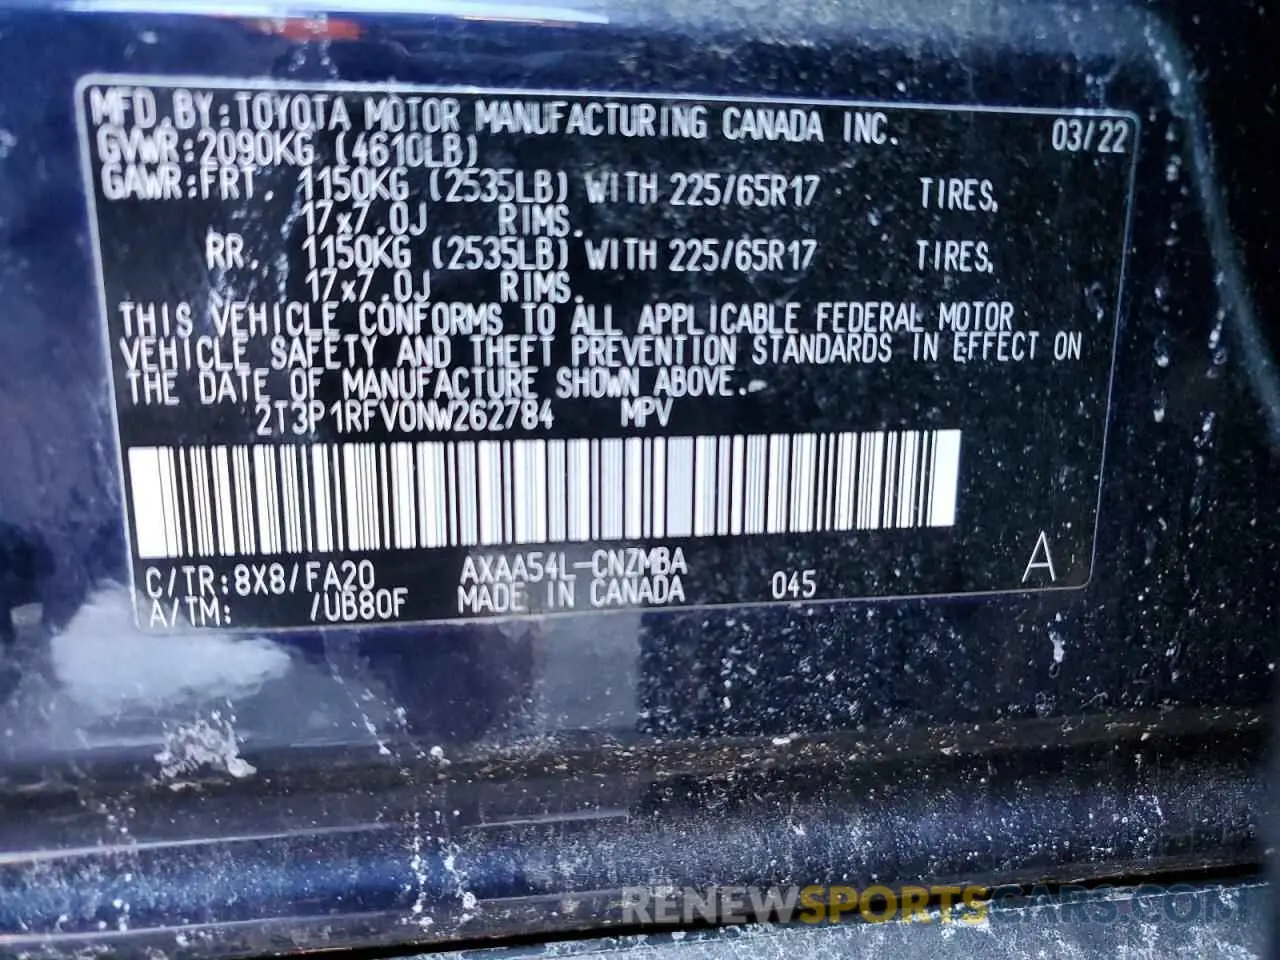 MFD.BY:TOYOTA MOTOR MANUFACTURING CANADA INC. 03/22
GVWR:2090KG (4610LB)
GAWR:FRT. 1150KG (2535LB) WITH 225/65R17 TIRES,
17x7.0J RIMS.
RR. 1150KG (2535LB) WITH 225/65R17 TIRES,
17x7.0J RIMS.
THIS VEHICLE CONFORMS TO ALL APPLICABLE FEDERAL MOTOR
VEHICLE SAFETY AND THEFT PREVENTION STANDARDS IN EFFECT ON
THE DATE OF MANUFACTURE SHOWN ABOVE.
2T3P1RFV0NW262784 MPV
C/TR:8X8/FA20 AXAA54L-CNZMBA
A/TM: /UB80F MADE IN CANADA 045 A
RENEWSPORTSCARS.COM